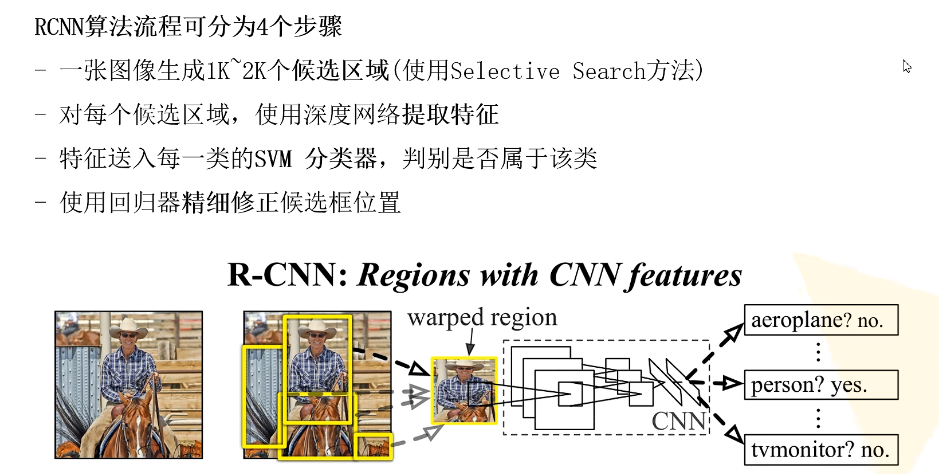 RCNN算法流程可分为4个步骤
- 一张图像生成1K~2K个候选区域(使用Selective Search方法)
- 对每个候选区域，使用深度网络提取特征
- 特征送入每一类的SVM 分类器，判别是否属于该类
- 使用回归器精细修正候选框位置
R-CNN: Regions with CNN features
warped region
aeroplane? no.
⋮
person? yes.
CNN
⋮
tvmonitor? no.